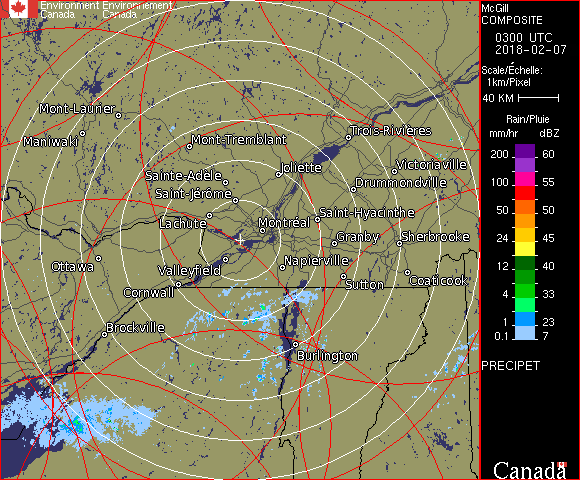 Environment Environnement
Canada Canada
McGill
COMPOSITE
0300 UTC
2018-02-07
Scale/Échelle:
1km/Pixel
40 KM
Rain/Pluie
mm/hr dBZ
200 60
100 55
50 50
24 45
12 40
4 33
1 23
0.1 7
PRECIPET
Canada
Mont-Laurier
Maniwaki
Mont-Tremblant
Trois-Rivières
Joliette
Victoriaville
Sainte-Adèle
Drummondville
Saint-Jérôme
Saint-Hyacinthe
Lachute
Montréal
Granby
Sherbrooke
Ottawa
Valleyfield
Napierville
Cornwall
Sutton
Coaticook
Brockville
Burlington